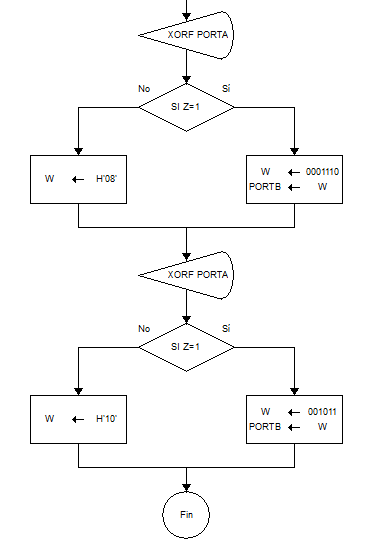 XORF PORTA
No
Sí
SI Z=1
W ← H'08'
W ← 0001110
PORTB ← W
XORF PORTA
No
Sí
SI Z=1
W ← H'10'
W ← 001011
PORTB ← W
Fin